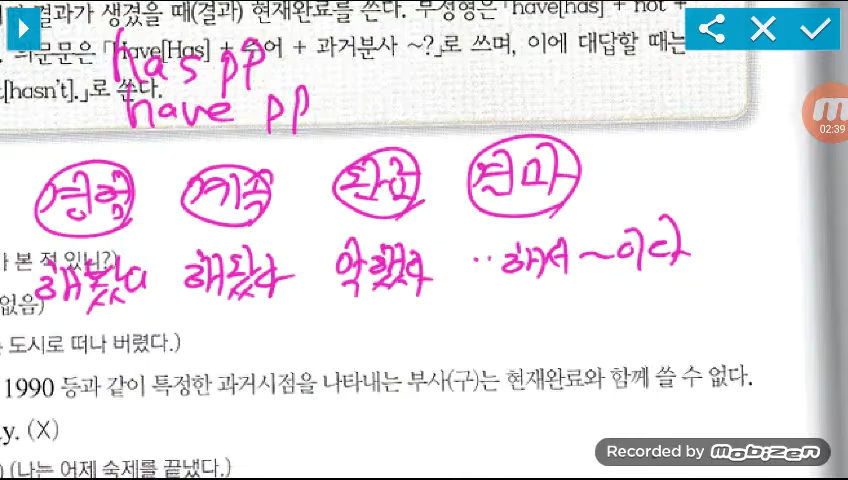 결과가 생겼을 때(결과) 현재완료를 쓴다. 부정형은 「have[has] + not +
의문문은 「Have[Has] + 주어 + 과거분사 ~?」로 쓰며, 이에 대답할 때는
[hasn't].」로 쓴다.
has pp
have pp
02:39
경험 계속 완료 결과
해봤다 해왔다 막했다 ‥해서 ~이다
본 적 있니?)
없음)
도시로 떠나 버렸다.)
1990 등과 같이 특정한 과거시점을 나타내는 부사(구)는 현재완료와 함께 쓸 수 없다.
ay. (X)
(나는 어제 숙제를 끝냈다.)
Recorded by mobizen